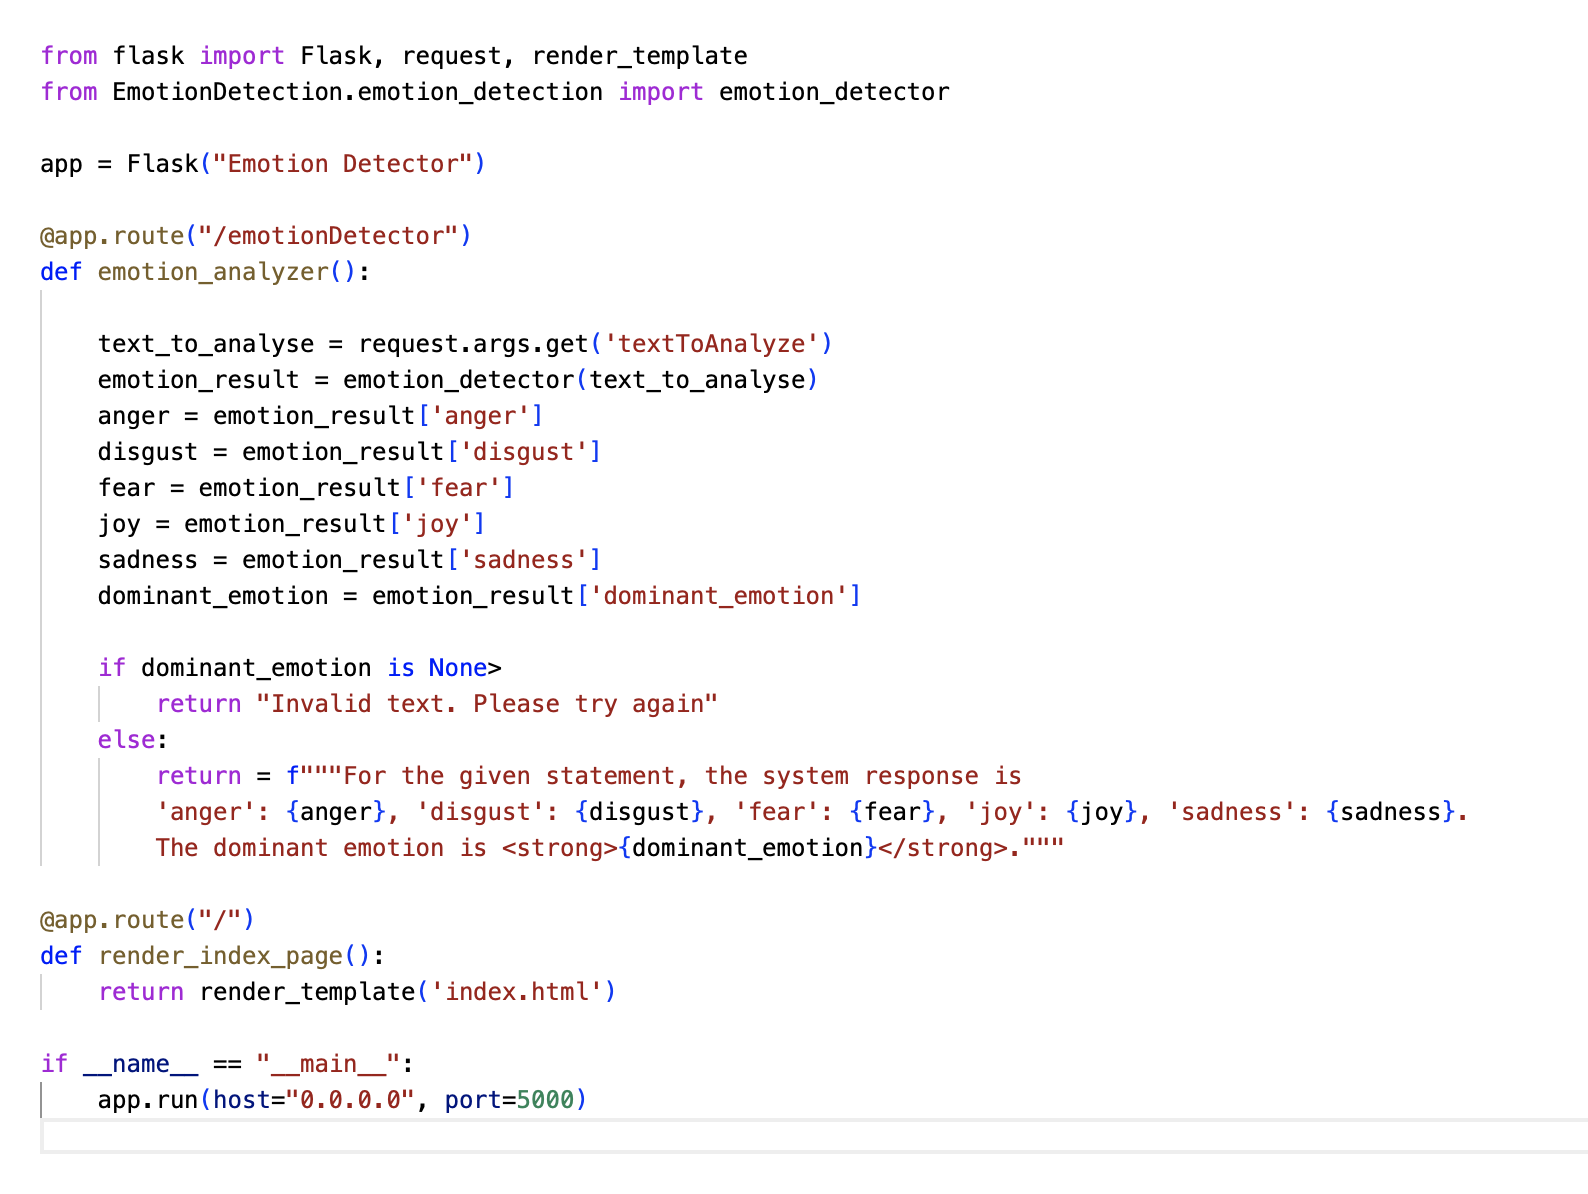 from flask import Flask, request, render_template
from EmotionDetection.emotion_detection import emotion_detector

app = Flask("Emotion Detector")

@app.route("/emotionDetector")
def emotion_analyzer():

    text_to_analyse = request.args.get('textToAnalyze')
    emotion_result = emotion_detector(text_to_analyse)
    anger = emotion_result['anger']
    disgust = emotion_result['disgust']
    fear = emotion_result['fear']
    joy = emotion_result['joy']
    sadness = emotion_result['sadness']
    dominant_emotion = emotion_result['dominant_emotion']

    if dominant_emotion is None>
        return "Invalid text. Please try again"
    else:
        return = f"""For the given statement, the system response is
        'anger': {anger}, 'disgust': {disgust}, 'fear': {fear}, 'joy': {joy}, 'sadness': {sadness}.
        The dominant emotion is <strong>{dominant_emotion}</strong>."""

@app.route("/")
def render_index_page():
    return render_template('index.html')

if __name__ == "__main__":
    app.run(host="0.0.0.0", port=5000)